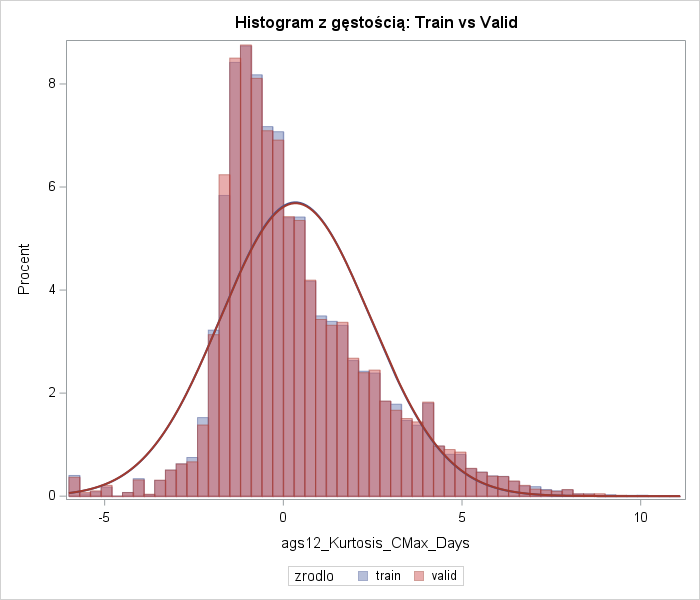 Histogram z gęstością: Train vs Valid
8
6
4
2
0
Procent
-5 0 5 10
ags12_Kurtosis_CMax_Days
zrodlo train valid